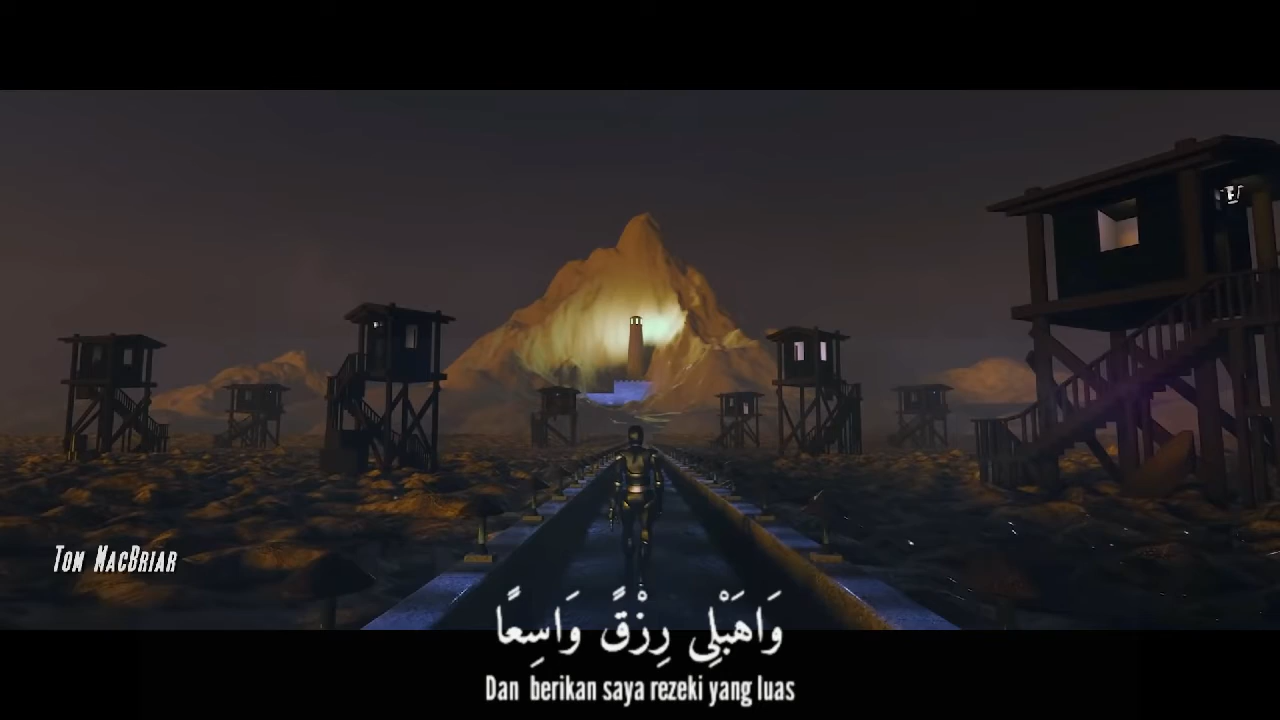 Tom MacBriar
وَاهَبْلِي رِزْقً وَاسِعًا
Dan berikan saya rezeki yang luas